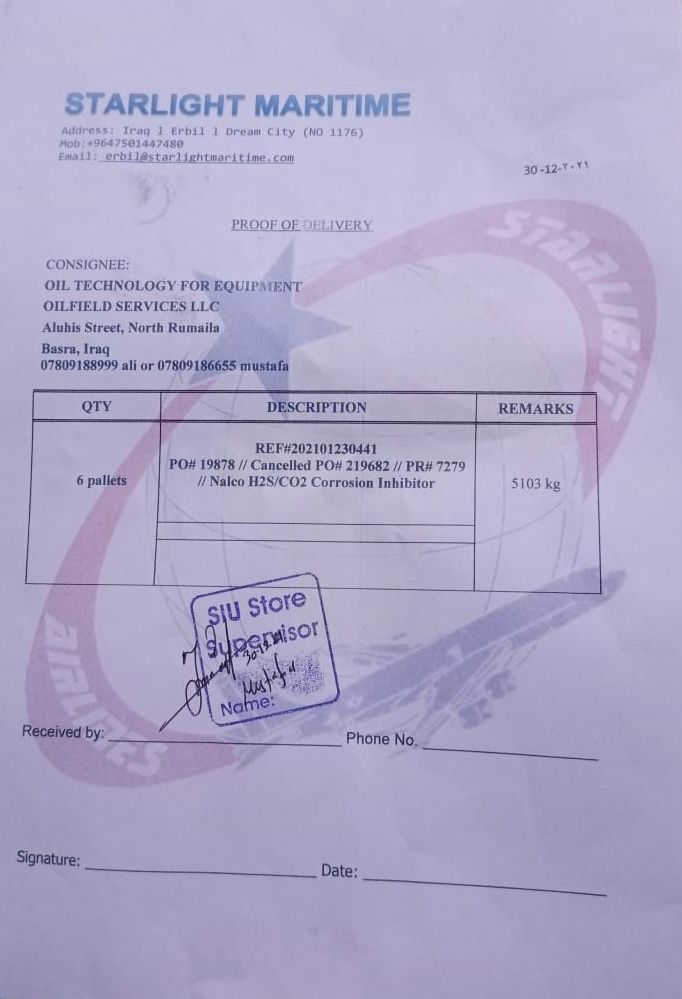 STARLIGHT MARITIME
Address: Iraq l Erbil l Dream City (NO 1176)
Mob:+9647501447480
Email: erbil@starlightmaritime.com
30-12-٢٠٢١
PROOF OF DELIVERY
CONSIGNEE:
OIL TECHNOLOGY FOR EQUIPMENT
OILFIELD SERVICES LLC
Aluhis Street, North Rumaila
Basra, Iraq
07809188999 ali or 07809186655 mustafa
QTY DESCRIPTION REMARKS
REF#202101230441
PO# 19878 // Cancelled PO# 219682 // PR# 7279
6 pallets // Nalco H2S/CO2 Corrosion Inhibitor 5103 kg
SIU Store
Supervisor
Mustafa
Name:
Received by: Phone No.
Signature: Date:
STARLIGHT
AIRLINES